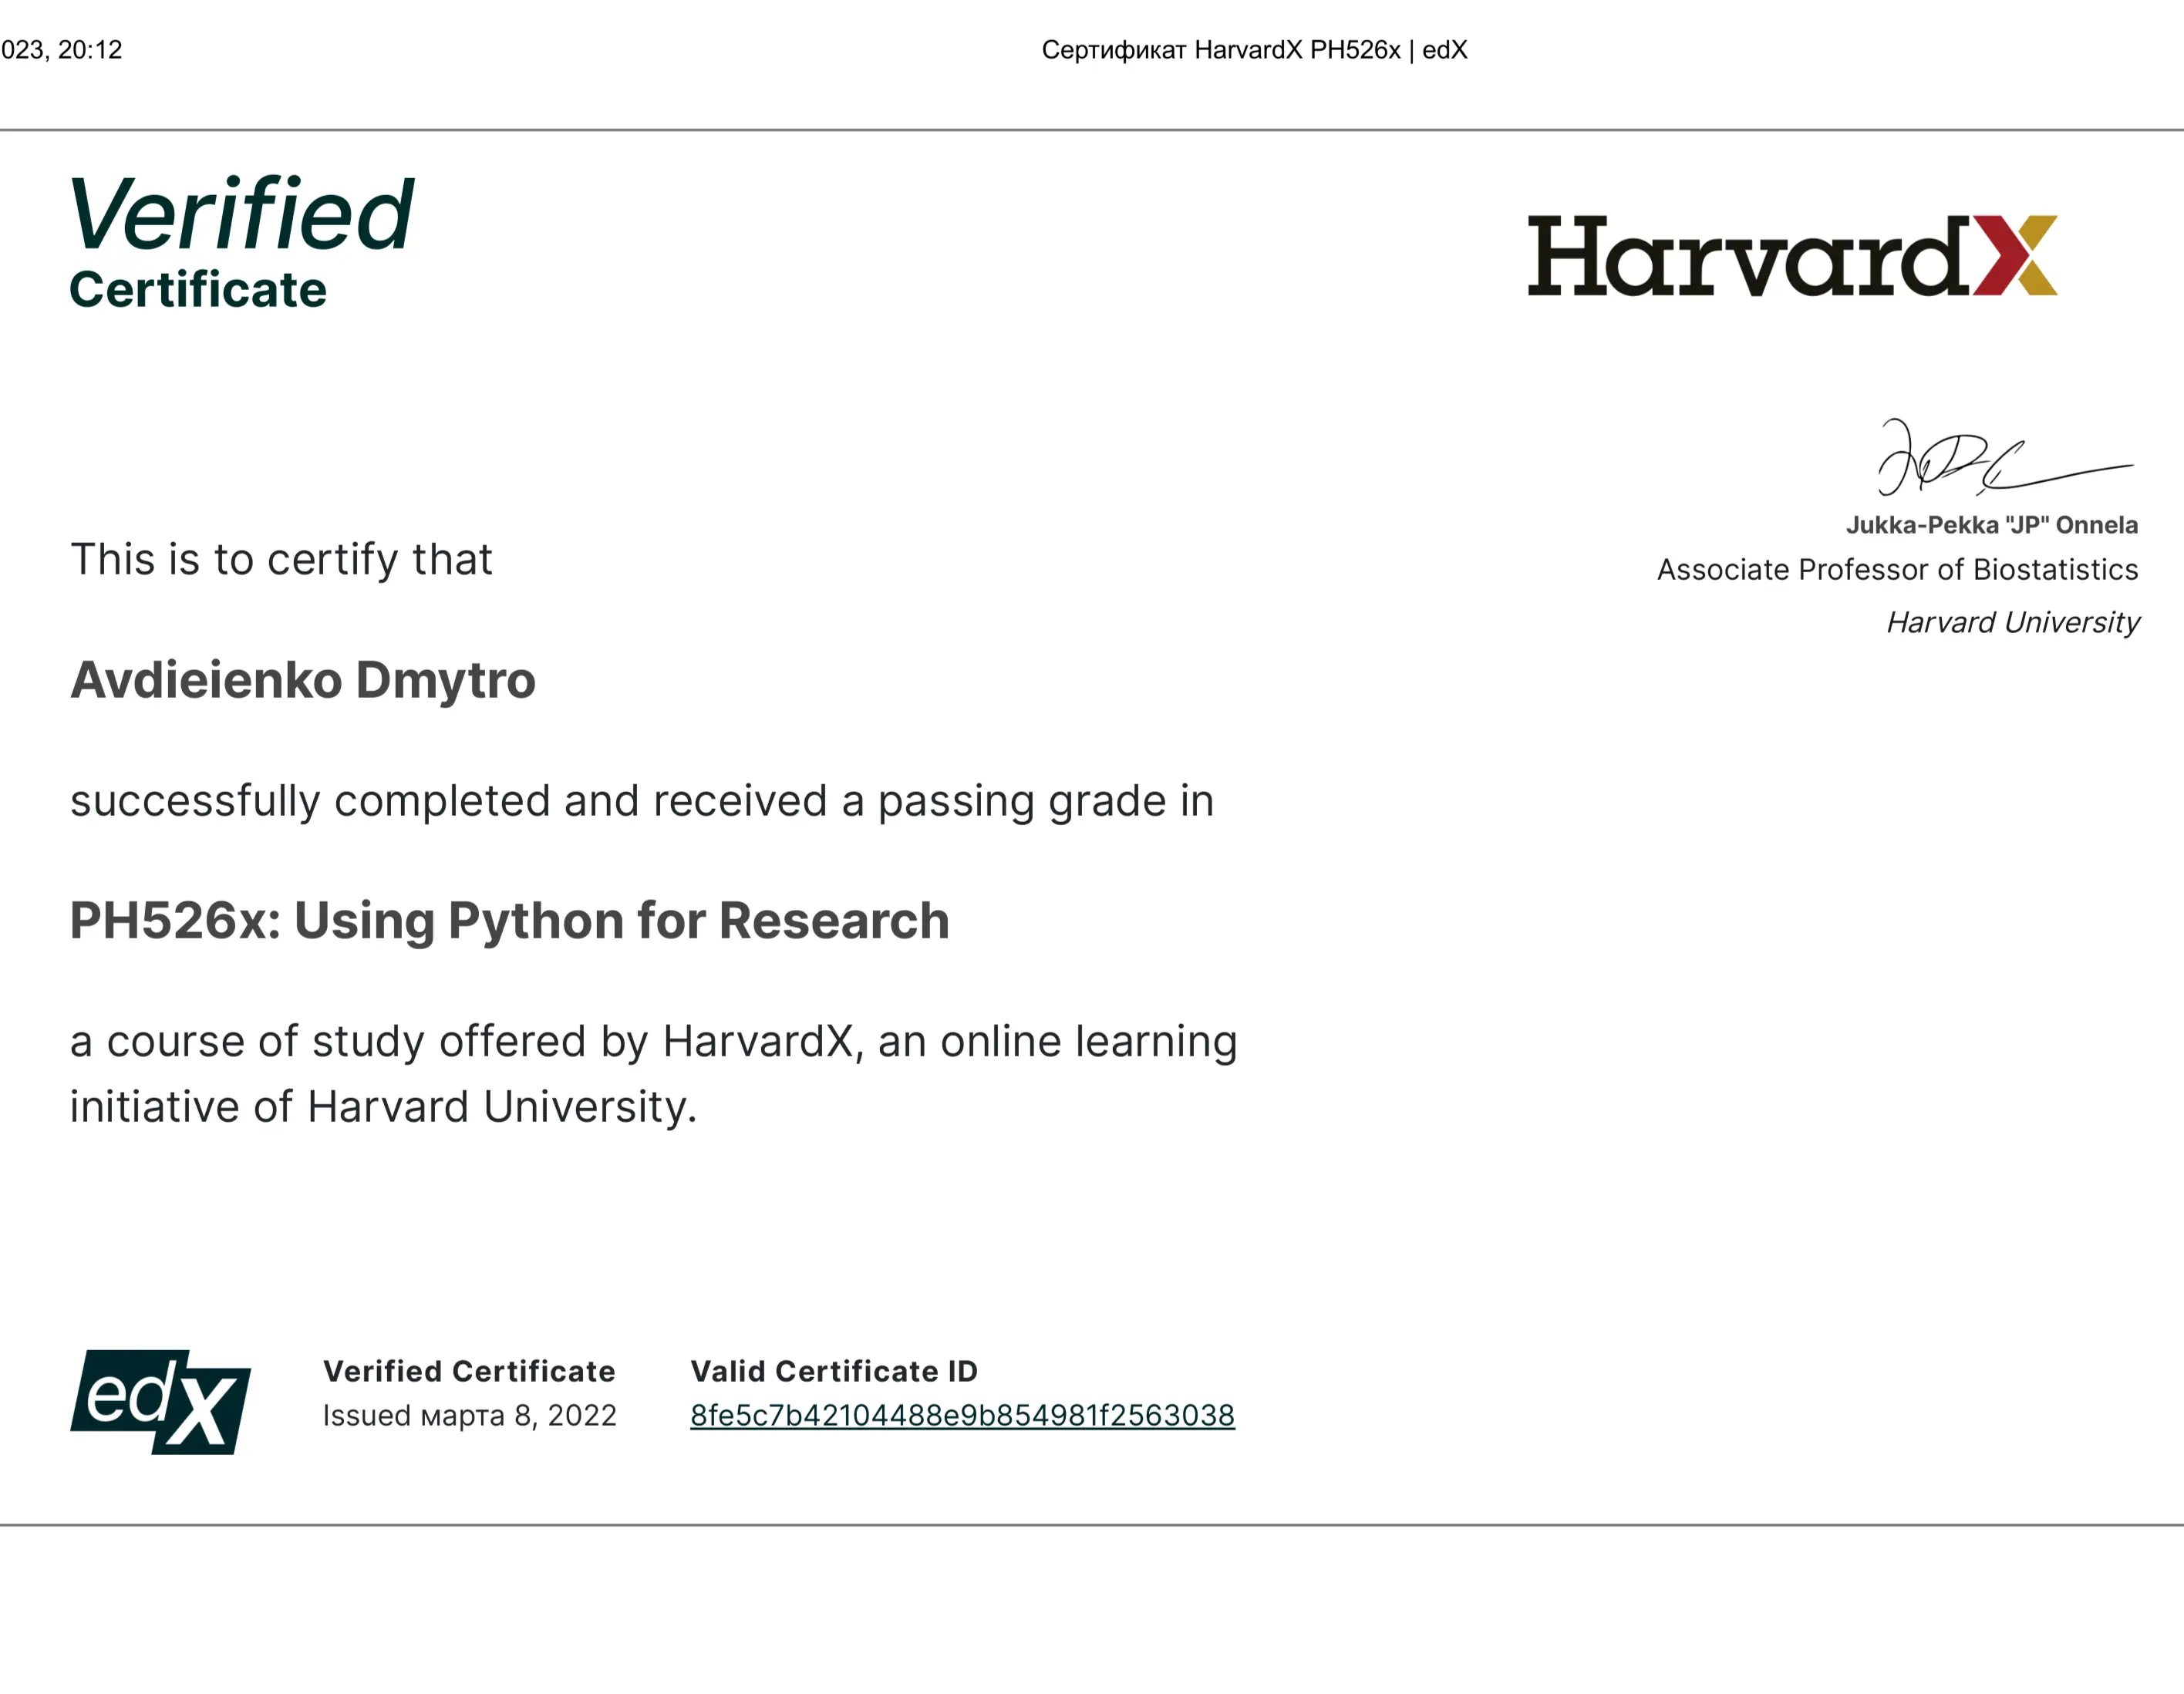 023, 20:12
Сертификат HarvardX PH526x | edX
Verified
Certificate
HarvardX
Jukka-Pekka "JP" Onnela
Associate Professor of Biostatistics
Harvard University
This is to certify that
Avdieienko Dmytro
successfully completed and received a passing grade in
PH526x: Using Python for Research
a course of study offered by HarvardX, an online learning
initiative of Harvard University.
edX
Verified Certificate
Issued марта 8, 2022
Valid Certificate ID
8fe5c7b42104488e9b854981f2563038